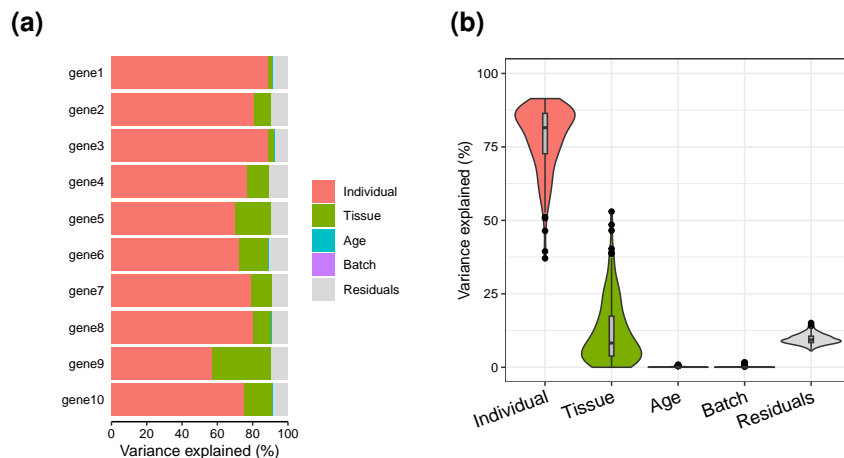 (a)
gene1
gene2
gene3
gene4
gene5
gene6
gene7
gene8
gene9
gene10
0 20 40 60 80 100
Variance explained (%)
Individual
Tissue
Age
Batch
Residuals
(b)
Variance explained (%)
100
75
50
25
0
Individual
Tissue
Age
Batch
Residuals